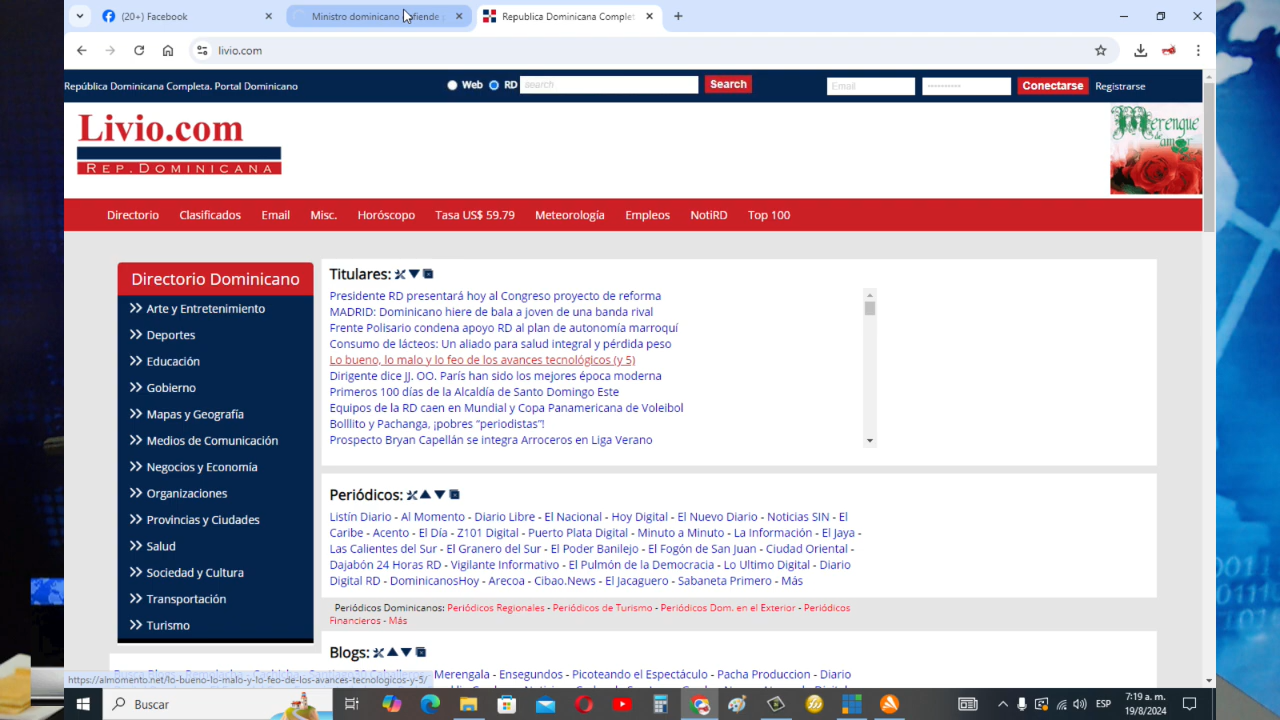 (20+) Facebook
Ministro dominicano
República Dominicana Complet
livio.com
República Dominicana Completa. Portal Dominicano
Web
RD
search
Search
Email
Conectarse
Registrarse
Livio.com
REP.DOMINICANA
Merengue
de amor
Directorio
Clasificados
Email
Misc.
Horóscopo
Tasa US$ 59.79
Meteorología
Empleos
NotiRD
Top 100
Directorio Dominicano
Arte y Entretenimiento
Deportes
Educación
Gobierno
Mapas y Geografía
Medios de Comunicación
Negocios y Economía
Organizaciones
Provincias y Ciudades
Salud
Sociedad y Cultura
Transportación
Turismo
Titulares:
Presidente RD presentará hoy al Congreso proyecto de reforma
MADRID: Dominicano hiere de bala a joven de una banda rival
Frente Polisario condena apoyo RD al plan de autonomía marroquí
Consumo de lácteos: Un aliado para salud integral y pérdida peso
Lo bueno, lo malo y lo feo de los avances tecnológicos (y 5)
Dirigente dice JJ. OO. París han sido los mejores época moderna
Primeros 100 días de la Alcaldía de Santo Domingo Este
Equipos de la RD caen en Mundial y Copa Panamericana de Voleibol
Bolllito y Pachanga, ¡pobres “periodistas”!
Prospecto Bryan Capellán se integra Arroceros en Liga Verano
Periódicos:
Listín Diario - Al Momento - Diario Libre - El Nacional - Hoy Digital - El Nuevo Diario - Noticias SIN - El
Caribe - Acento - El Día - Z101 Digital - Puerto Plata Digital - Minuto a Minuto - La Información - El Jaya -
Las Calientes del Sur - El Granero del Sur - El Poder Banilejo - El Fogón de San Juan - Ciudad Oriental -
Dajabón 24 Horas RD - Vigilante Informativo - El Pulmón de la Democracia - Lo Ultimo Digital - Diario
Digital RD - DominicanosHoy - Arecoa - Cibao.News - El Jacaguero - Sabaneta Primero - Más
Periódicos Dominicanos: Periódicos Regionales - Periódicos de Turismo - Periódicos Dom. en el Exterior - Periódicos
Financieros - Más
Blogs:
Merengala - Ensegundos - Picoteando el Espectáculo - Pacha Produccion - Diario
https://almomento.net/lo-bueno-lo-malo-y-lo-feo-de-los-avances-tecnologicos-y-5/
Buscar
ESP
7:19 a. m.
19/8/2024